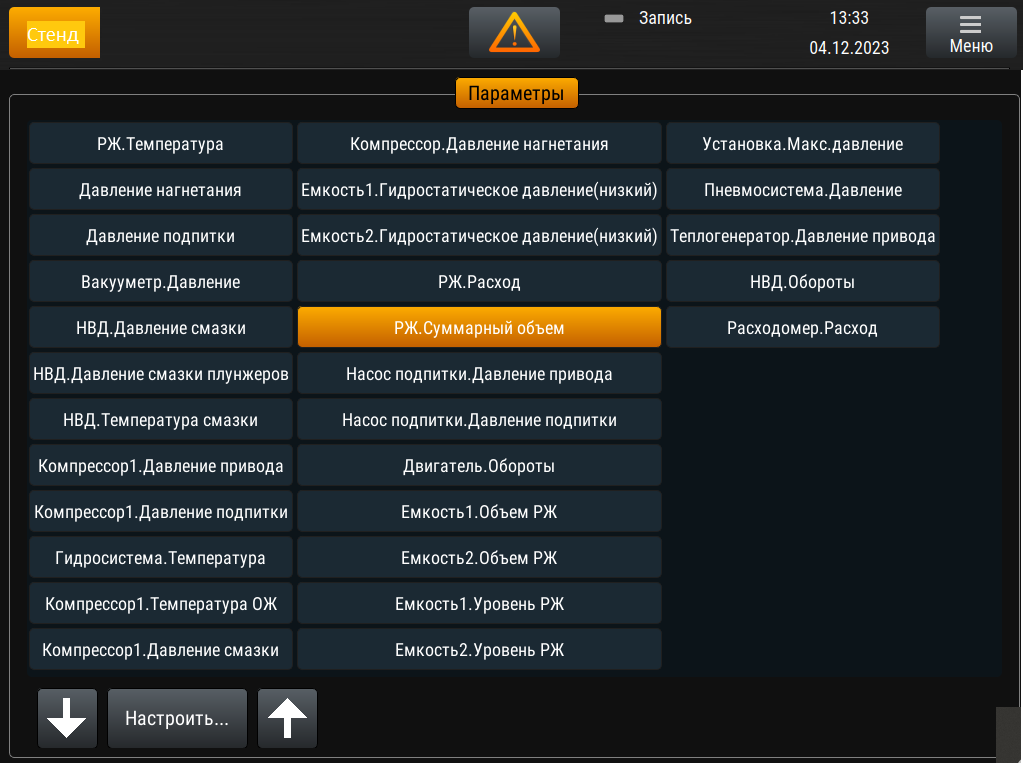 Стенд
Запись
13:33
04.12.2023
Меню
Параметры
РЖ.Температура
Компрессор.Давление нагнетания
Установка.Макс.давление
Давление нагнетания
Емкость1.Гидростатическое давление(низкий)
Пневмосистема.Давление
Давление подпитки
Емкость2.Гидростатическое давление(низкий)
Теплогенератор.Давление привода
Вакууметр.Давление
РЖ.Расход
НВД.Обороты
НВД.Давление смазки
РЖ.Суммарный объем
Расходомер.Расход
НВД.Давление смазки плунжеров
Насос подпитки.Давление привода
НВД.Температура смазки
Насос подпитки.Давление подпитки
Компрессор1.Давление привода
Двигатель.Обороты
Компрессор1.Давление подпитки
Емкость1.Объем РЖ
Гидросистема.Температура
Емкость2.Объем РЖ
Компрессор1.Температура ОЖ
Емкость1.Уровень РЖ
Компрессор1.Давление смазки
Емкость2.Уровень РЖ
Настроить...